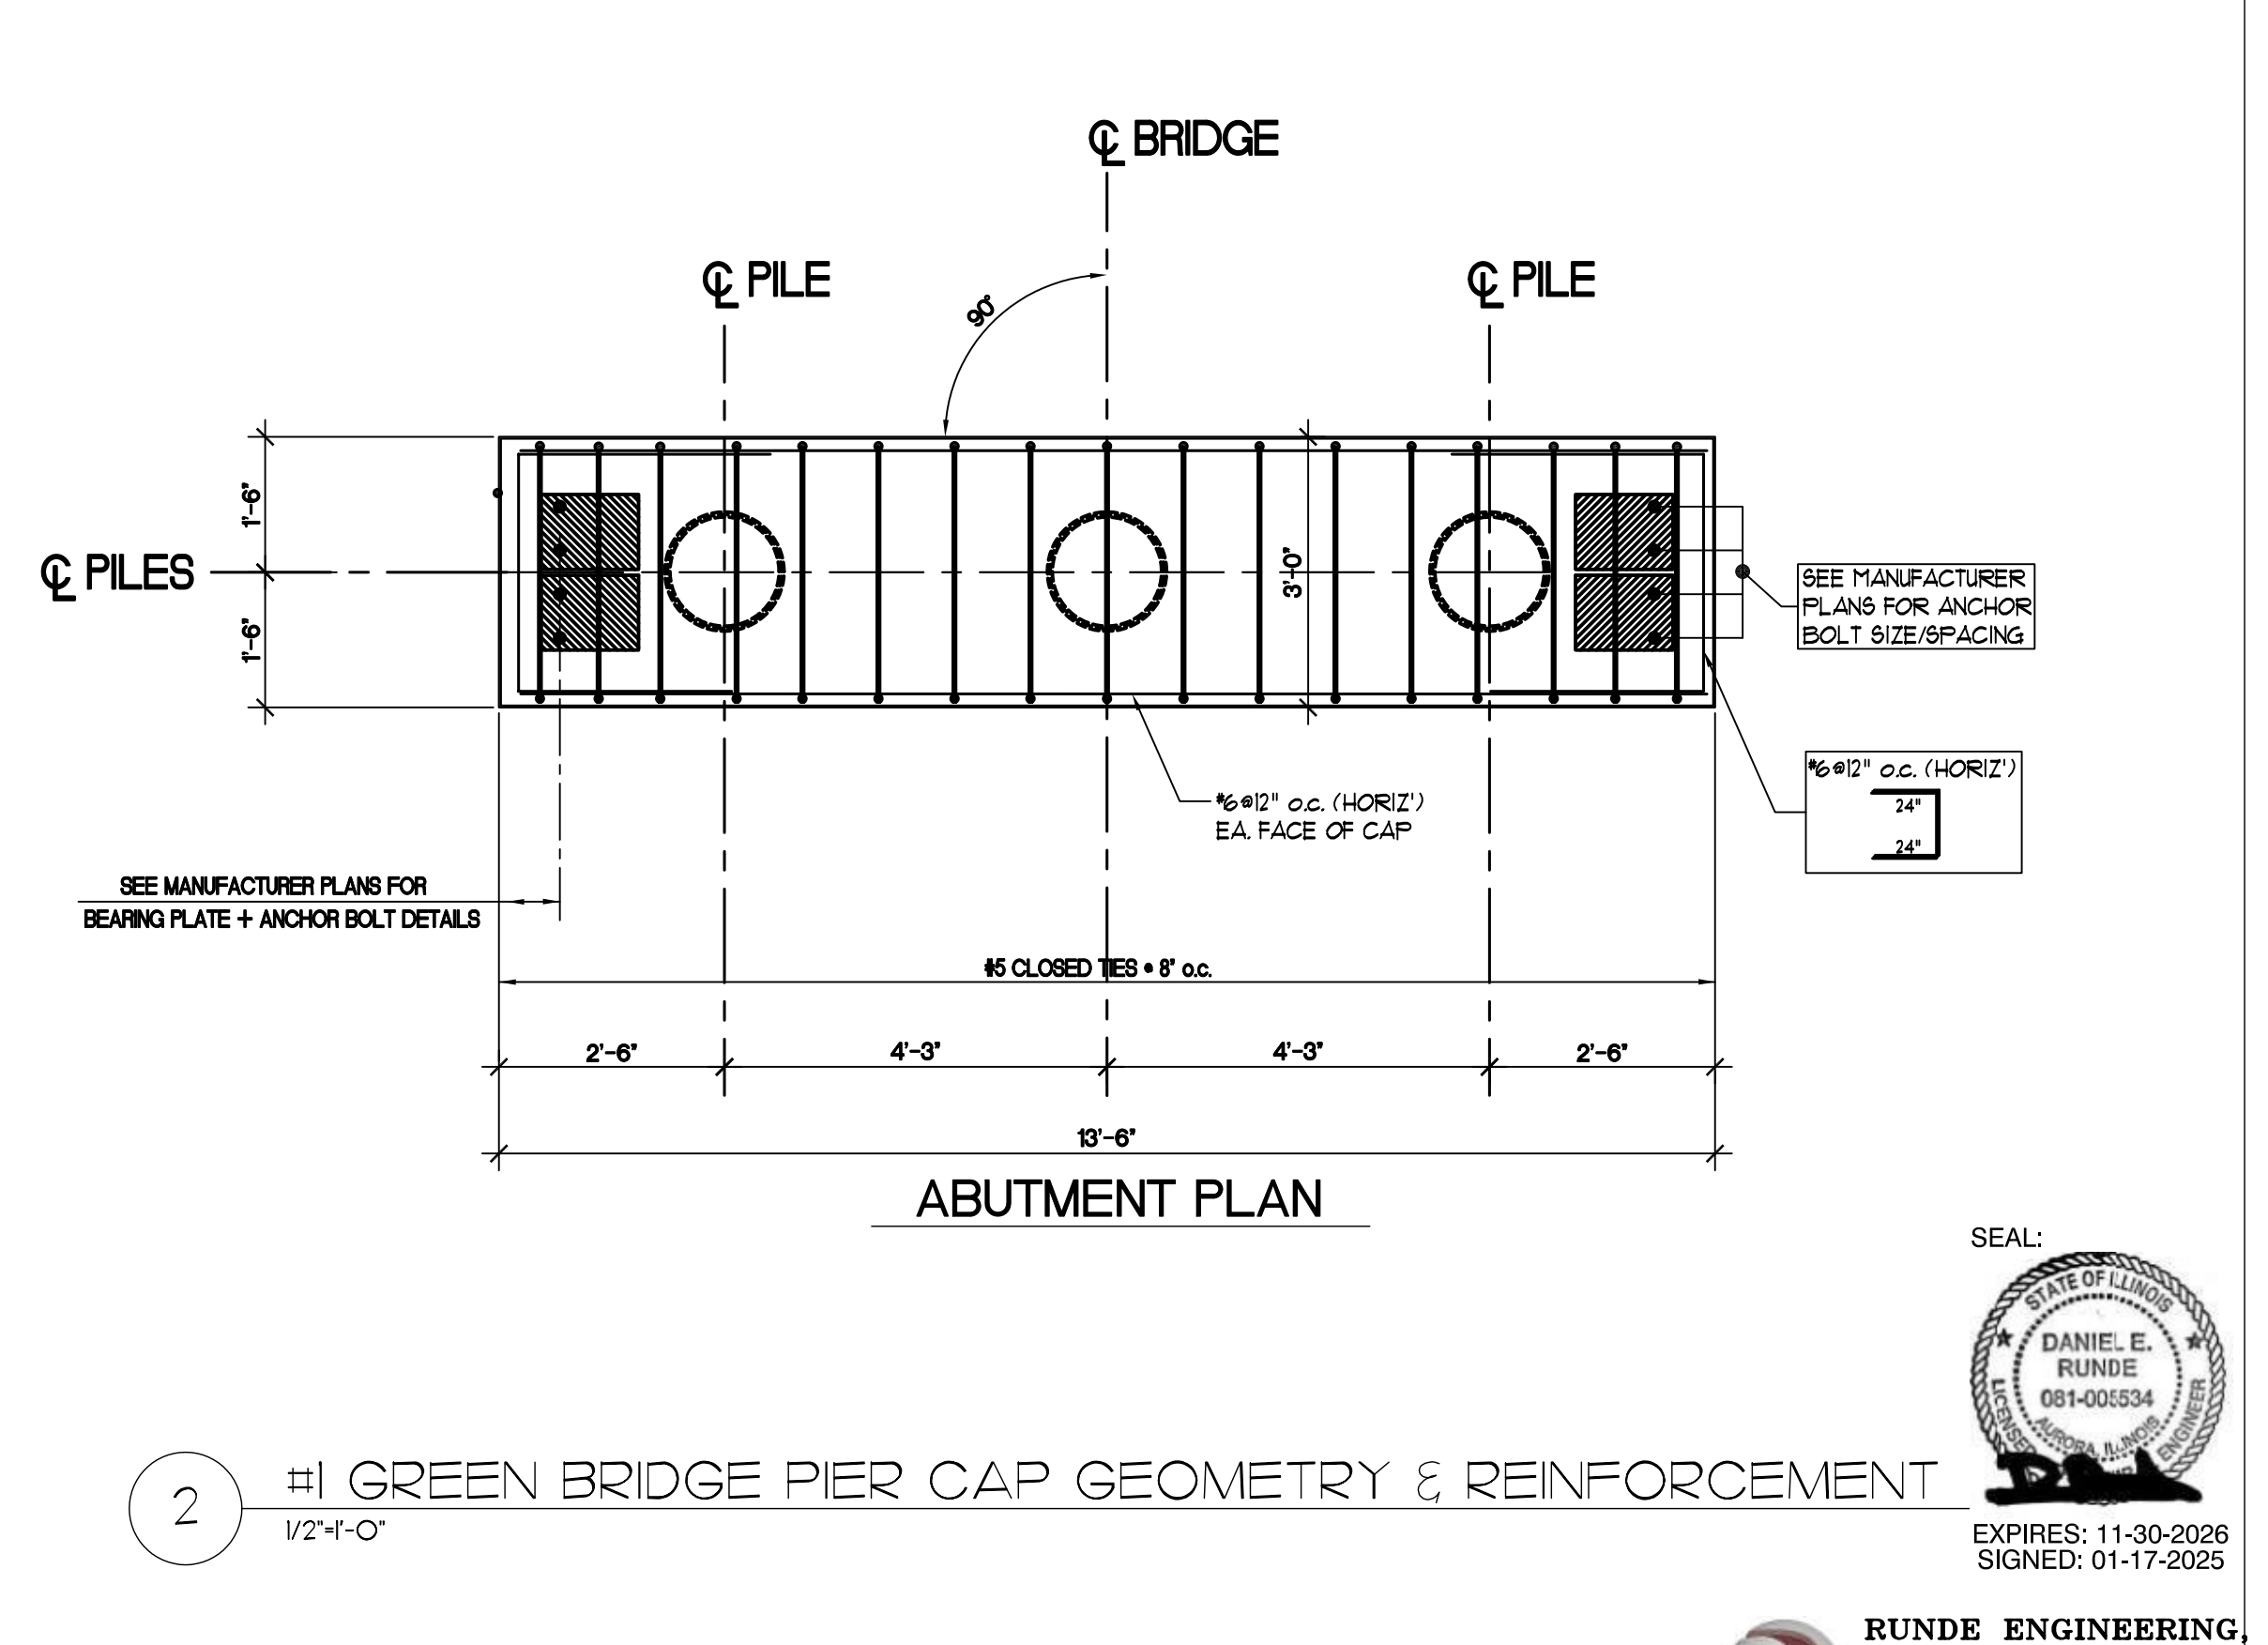 ℄ BRIDGE
℄ PILE
℄ PILE
90°
1'-6"
℄ PILES
1'-6"
3'-0"
SEE MANUFACTURER
PLANS FOR ANCHOR
BOLT SIZE/SPACING
#6@12" o.c. (HORIZ')
EA. FACE OF CAP
#6@12" o.c. (HORIZ')
24"
24"
SEE MANUFACTURER PLANS FOR
BEARING PLATE + ANCHOR BOLT DETAILS
#5 CLOSED TIES @ 8" o.c.
2'-6"
4'-3"
4'-3"
2'-6"
13'-6"
ABUTMENT PLAN
SEAL:
STATE OF ILLINOIS
DANIEL E.
RUNDE
081-005534
AURORA, ILLINOIS
LICENSED
ENGINEER
2
#1 GREEN BRIDGE PIER CAP GEOMETRY & REINFORCEMENT
1/2"=1'-0"
EXPIRES: 11-30-2026
SIGNED: 01-17-2025
RUNDE ENGINEERING,